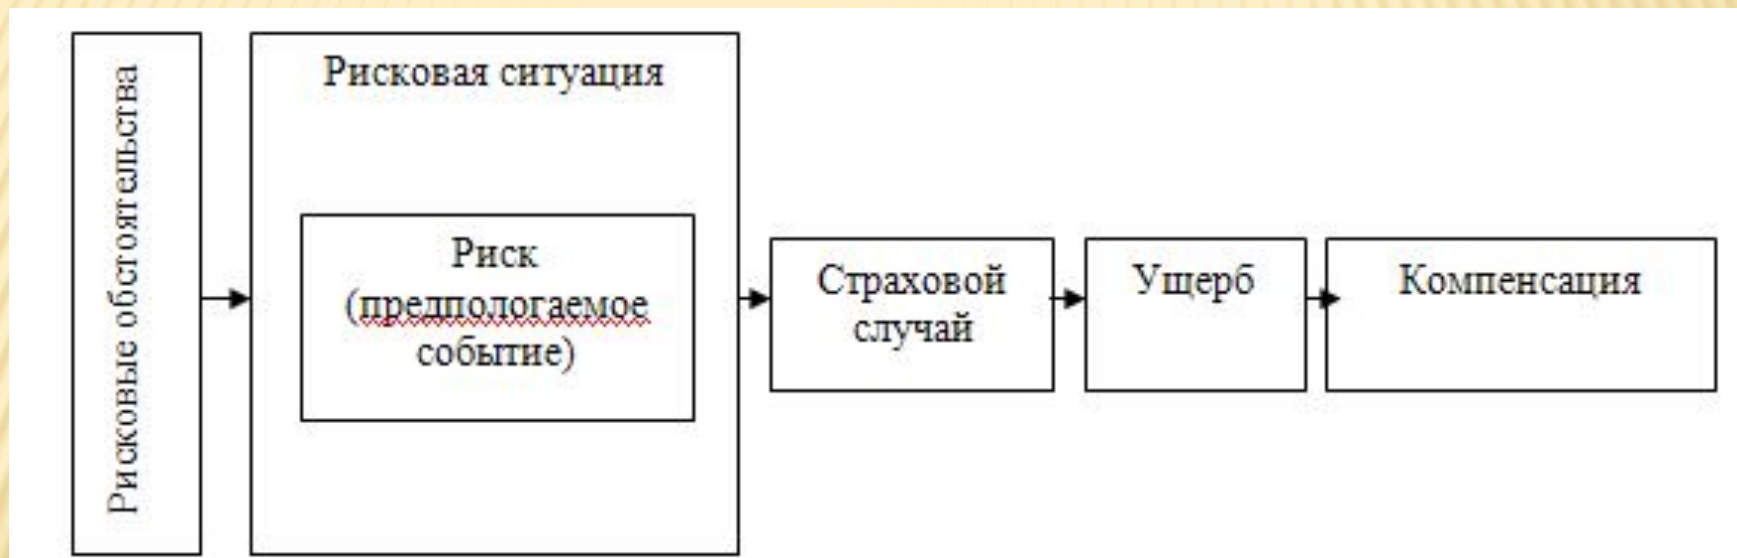 Рисковые обстоятельства
Рисковая ситуация
Риск
(предпологаемое
событие)
Страховой
случай
Ущерб
Компенсация